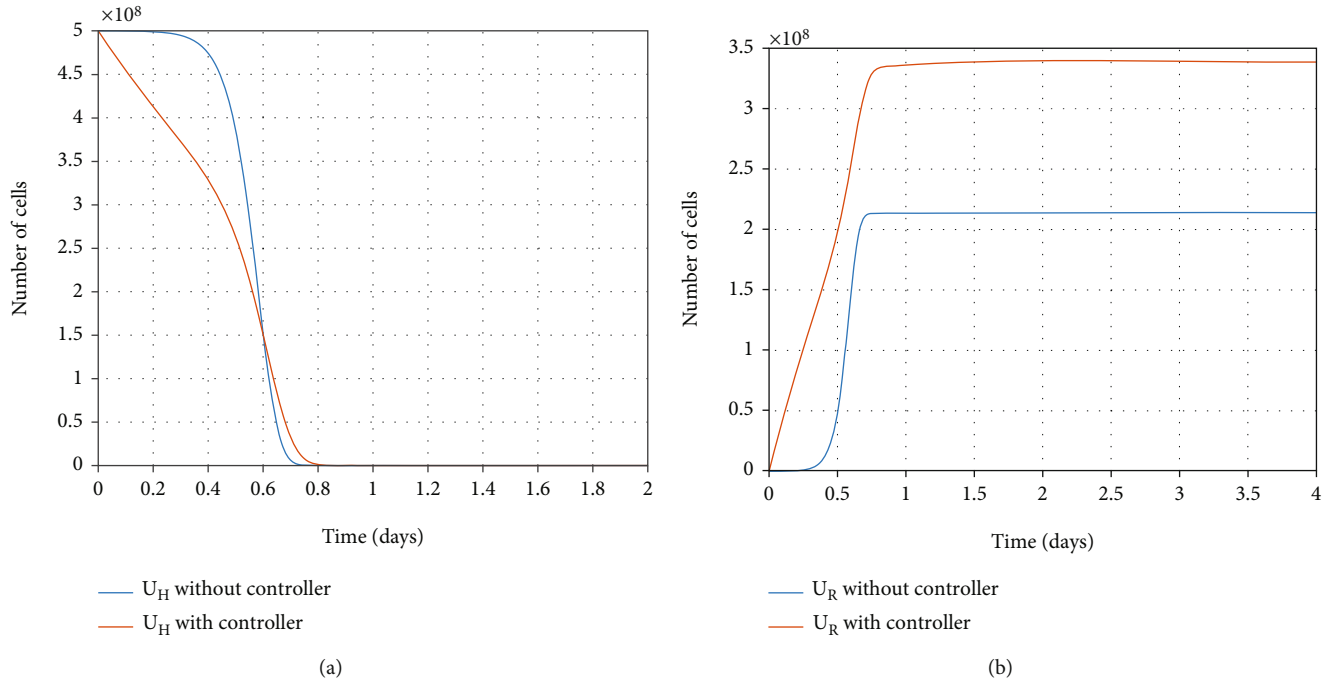 ×10⁸
5
4.5
4
3.5
3
2.5
2
1.5
1
0.5
0
Number of cells
0 0.2 0.4 0.6 0.8 1 1.2 1.4 1.6 1.8 2
Time (days)
U_H without controller
U_H with controller
(a)
×10⁸
3.5
3
2.5
2
1.5
1
0.5
0
Number of cells
0 0.5 1 1.5 2 2.5 3 3.5 4
Time (days)
U_R without controller
U_R with controller
(b)